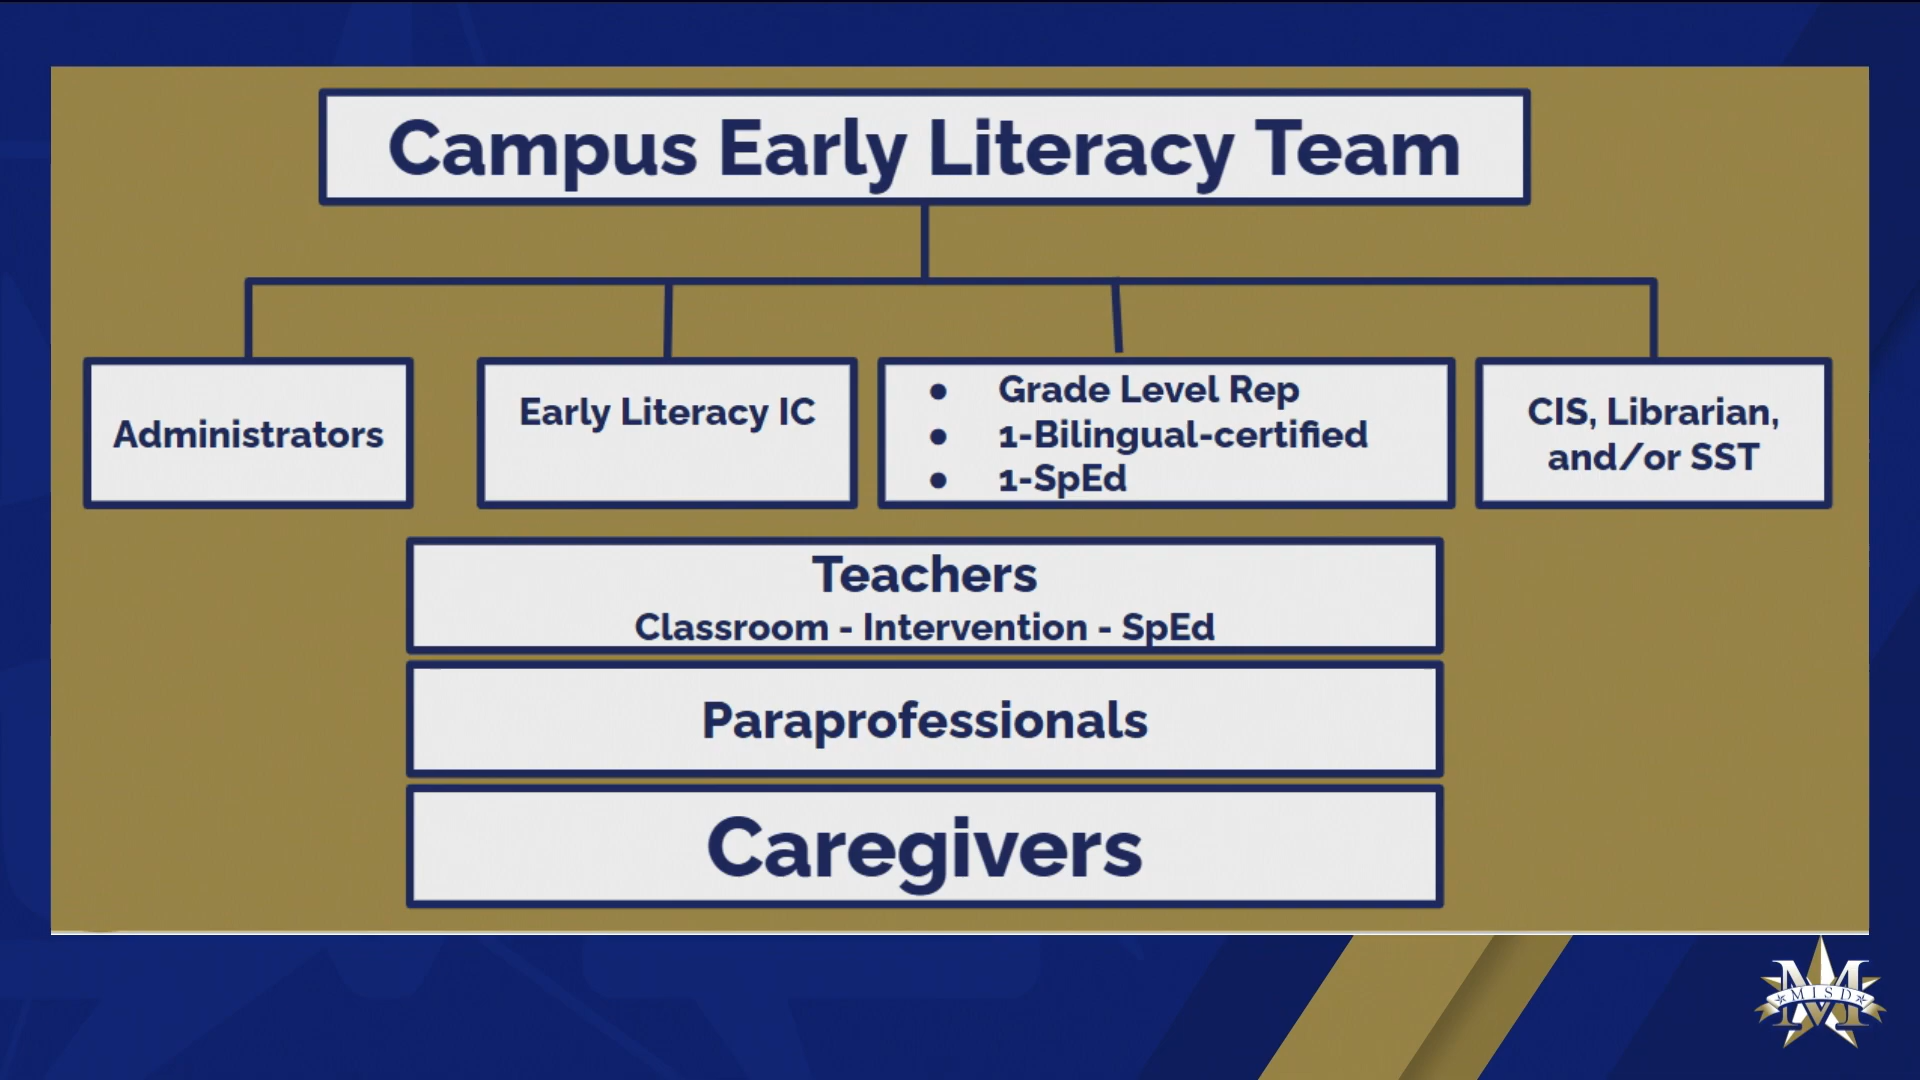 Campus Early Literacy Team
Administrators
Early Literacy IC
● Grade Level Rep
● 1-Bilingual-certified
● 1-SpEd
CIS, Librarian,
and/or SST
Teachers
Classroom - Intervention - SpEd
Paraprofessionals
Caregivers
M
MISD